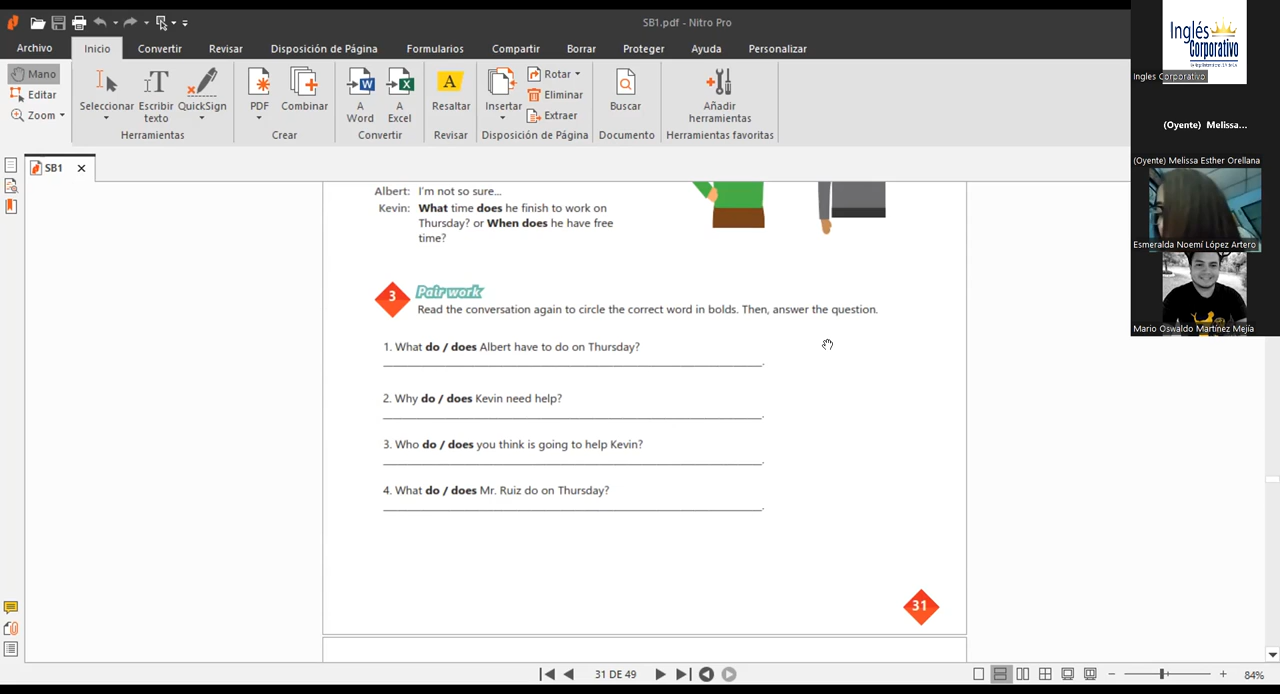 SB1.pdf - Nitro Pro
Archivo Inicio Convertir Revisar Disposición de Página Formularios Compartir Borrar Proteger Ayuda Personalizar
Mano
Editar
Zoom
Seleccionar
Escribir texto
QuickSign
Herramientas
PDF
Combinar
Crear
A Word
A Excel
Convertir
Resaltar
Revisar
Insertar
Rotar
Eliminar
Extraer
Disposición de Página
Buscar
Documento
Añadir herramientas
Herramientas favoritas
SB1
Albert: I'm not so sure...
Kevin: What time does he finish to work on
Thursday? or When does he have free
time?
3 Pair work
Read the conversation again to circle the correct word in bolds. Then, answer the question.
1. What do / does Albert have to do on Thursday?
2. Why do / does Kevin need help?
3. Who do / does you think is going to help Kevin?
4. What do / does Mr. Ruiz do on Thursday?
31
31 DE 49
84%
Inglés
Corporativo
Ingles Corporativo
(Oyente) Melissa...
(Oyente) Melissa Esther Orellana
Esmeralda Noemí López Artero
Mario Oswaldo Martínez Mejía